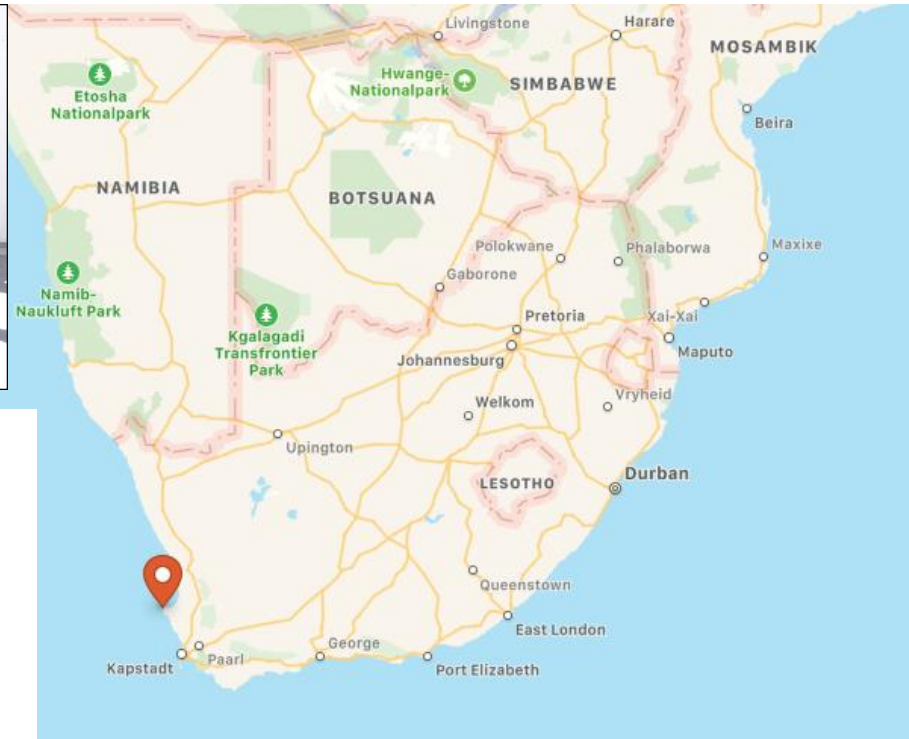 Livingstone
Harare
MOSAMBIK
Hwange-
Nationalpark
SIMBABWE
Etosha
Nationalpark
Beira
NAMIBIA
BOTSUANA
Polokwane
Phalaborwa
Maxixe
Gaborone
Namib-
Naukluft Park
Pretoria
Xai-Xai
Kgalagadi
Transfrontier
Park
Johannesburg
Maputo
Welkom
Vryheid
Upington
LESOTHO
Durban
Queenstown
East London
George
Kapstadt
Paarl
Port Elizabeth